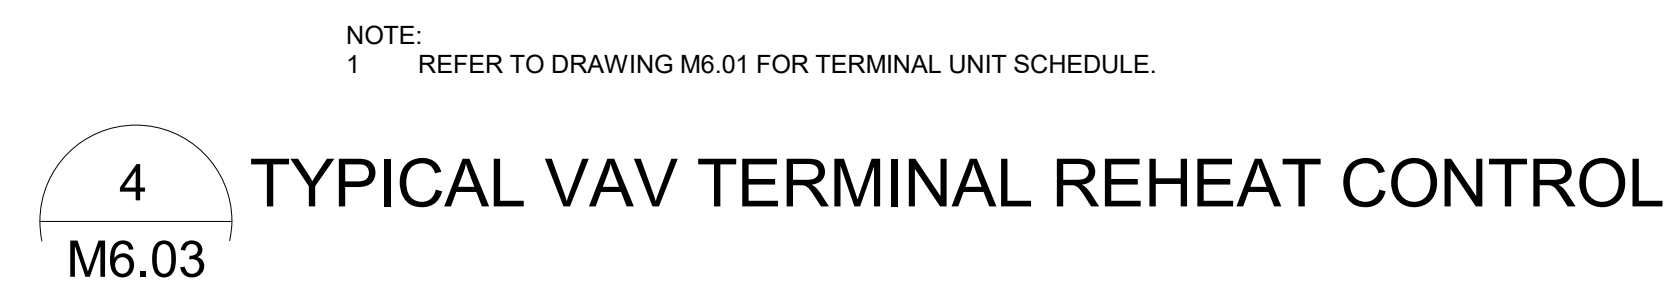 NOTE:
1 REFER TO DRAWING M6.01 FOR TERMINAL UNIT SCHEDULE.
4 TYPICAL VAV TERMINAL REHEAT CONTROL
M6.03